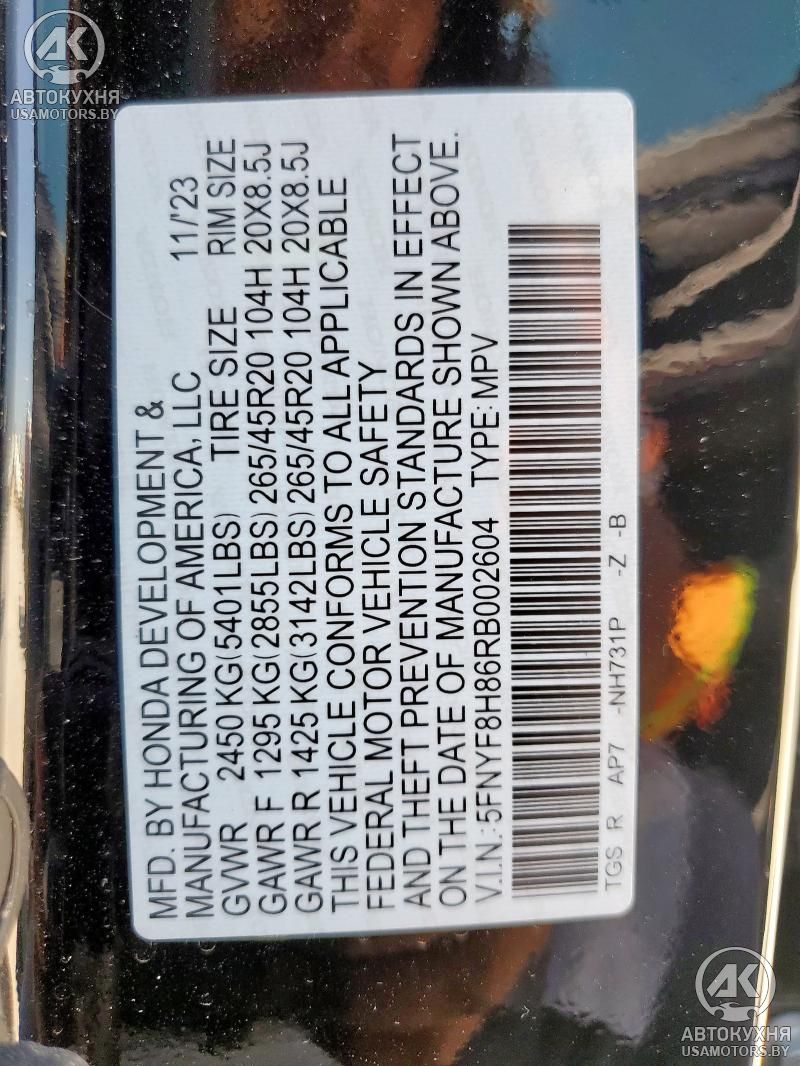 AK
АВТОКУХНЯ
USAMOTORS.BY
MFD. BY HONDA DEVELOPMENT &
MANUFACTURING OF AMERICA, LLC 11/'23
GVWR 2450 KG(5401LBS) TIRE SIZE RIM SIZE
GAWR F 1295 KG(2855LBS) 265/45R20 104H 20X8.5J
GAWR R 1425 KG(3142LBS) 265/45R20 104H 20X8.5J
THIS VEHICLE CONFORMS TO ALL APPLICABLE
FEDERAL MOTOR VEHICLE SAFETY
AND THEFT PREVENTION STANDARDS IN EFFECT
ON THE DATE OF MANUFACTURE SHOWN ABOVE.
V.I.N.:5FNYF8H86RB002604 TYPE: MPV
TGS R AP7 -NH731P -Z -B
AK
АВТОКУХНЯ
USAMOTORS.BY